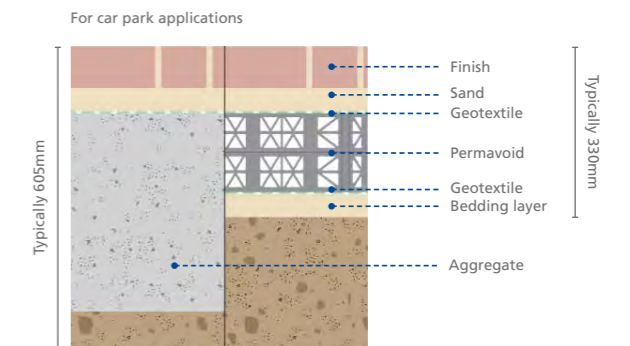 For car park applications
Typically 605mm
Finish
Sand
Geotextile
Permavoid
Geotextile
Bedding layer
Aggregate
Typically 330mm